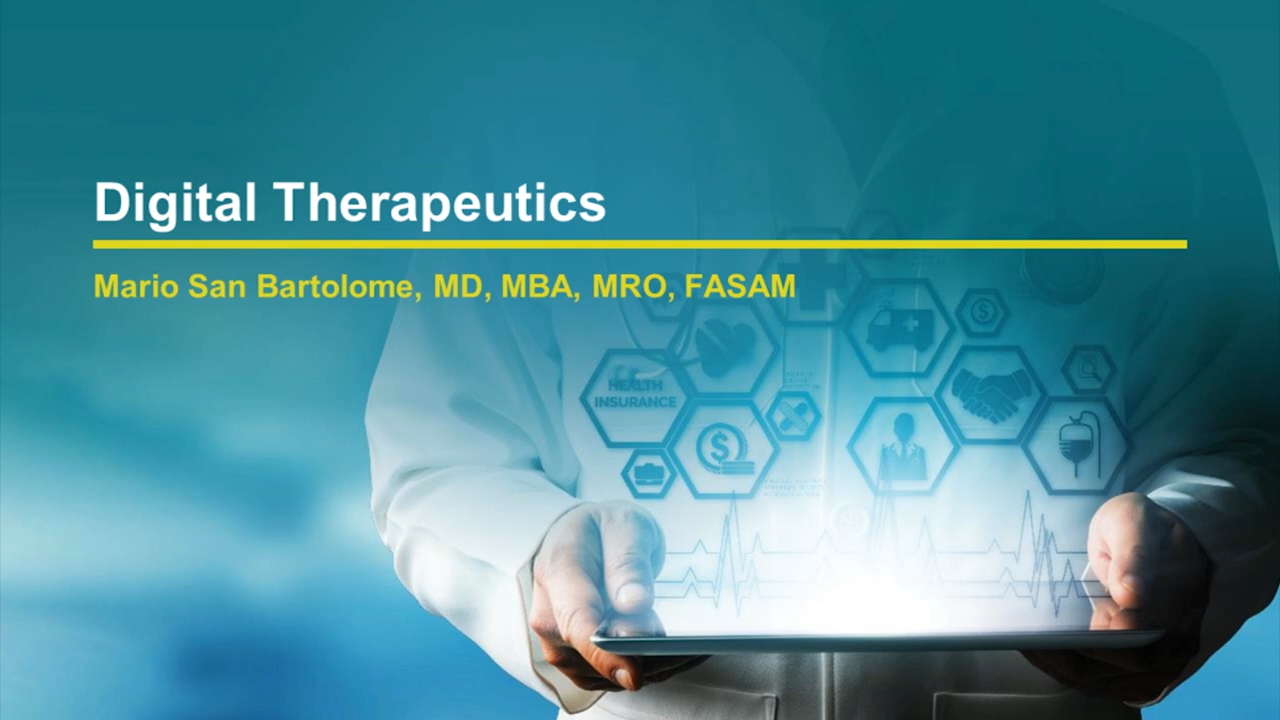 Digital Therapeutics
Mario San Bartolome, MD, MBA, MRO, FASAM
HEALTH
INSURANCE